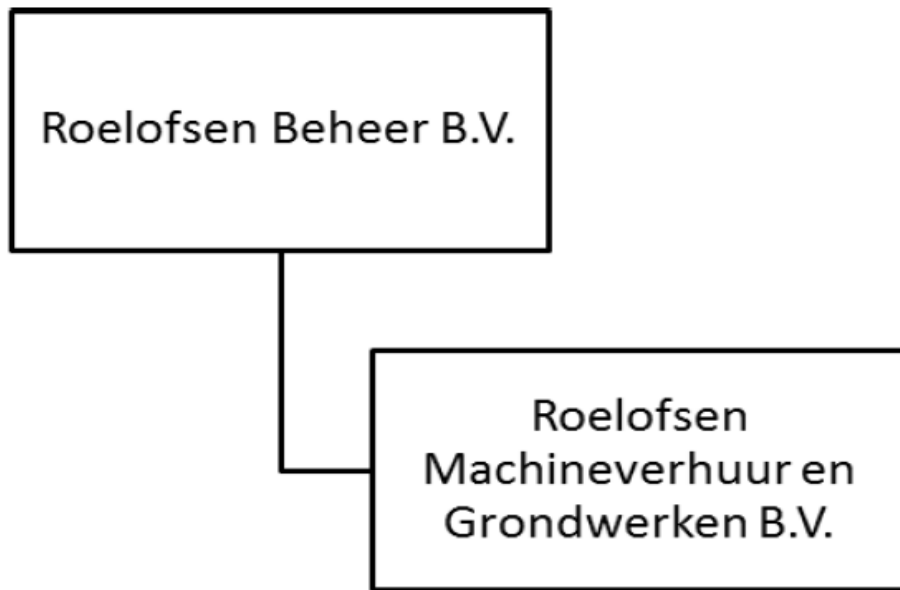 Roelofsen Beheer B.V.
Roelofsen
Machineverhuur en
Grondwerken B.V.